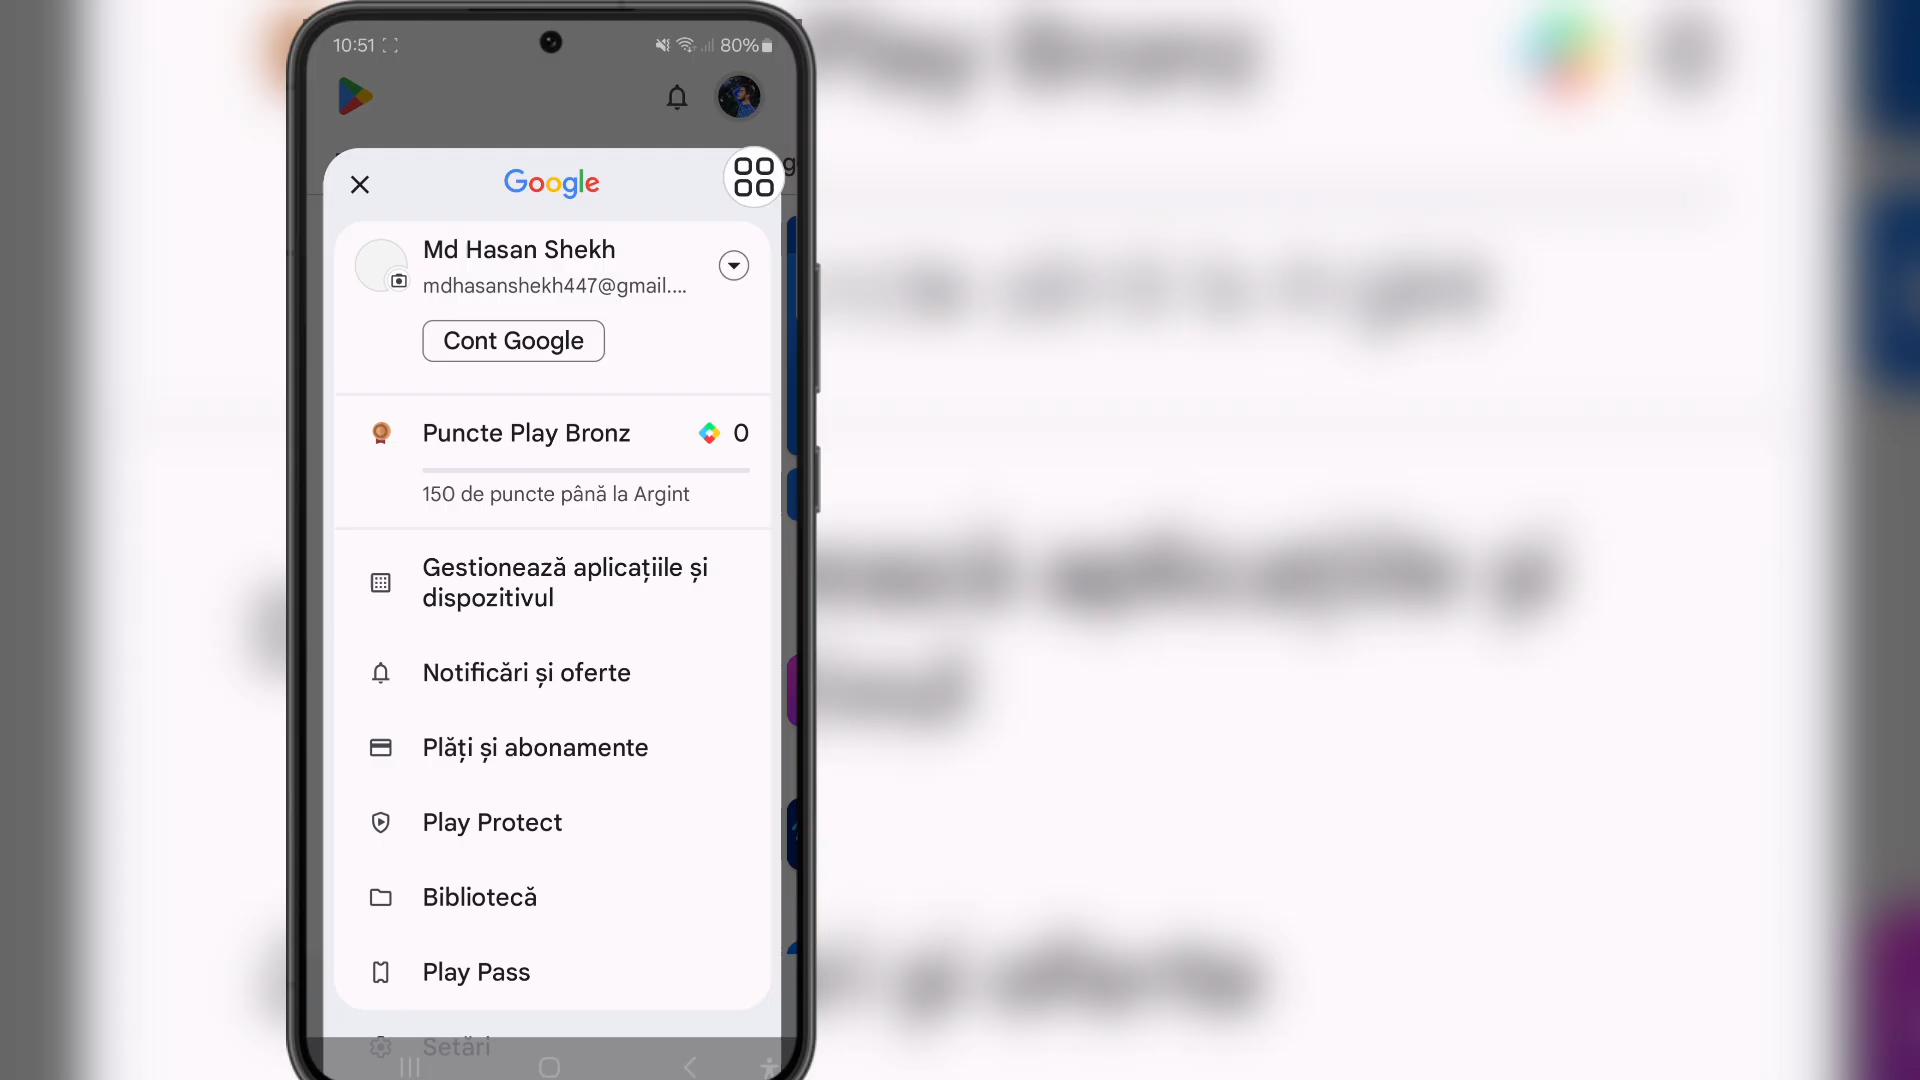 10:51
80%
Google
Md Hasan Shekh
mdhasanshekh447@gmail....
Cont Google
Puncte Play Bronz
0
150 de puncte până la Argint
Gestionează aplicațiile și
dispozitivul
Notificări și oferte
Plăți și abonamente
Play Protect
Bibliotecă
Play Pass
Setări